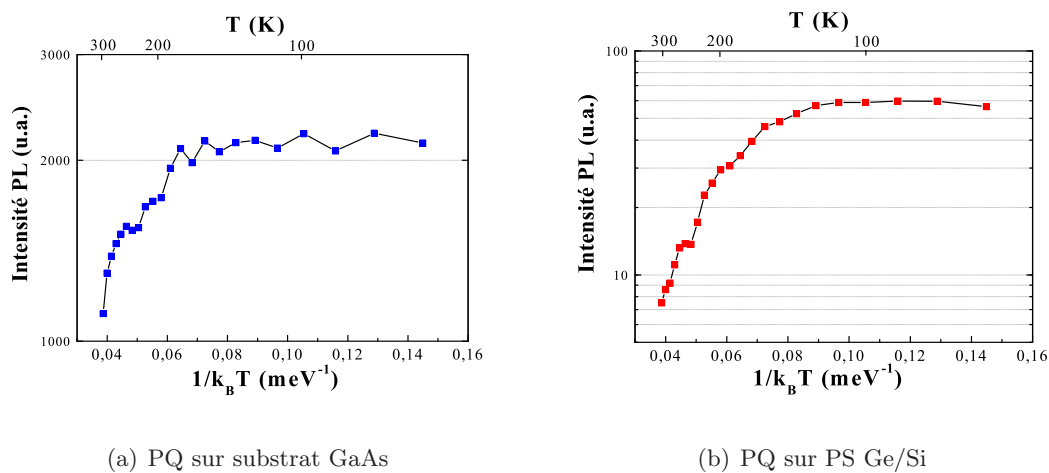 T (K)
300 200 100
3000
2000
1000
Intensité PL (u.a.)
0,04 0,06 0,08 0,10 0,12 0,14 0,16
1/k_BT (meV⁻¹)
(a) PQ sur substrat GaAs
T (K)
300 200 100
100
10
Intensité PL (u.a.)
0,04 0,06 0,08 0,10 0,12 0,14 0,16
1/k_BT (meV⁻¹)
(b) PQ sur PS Ge/Si